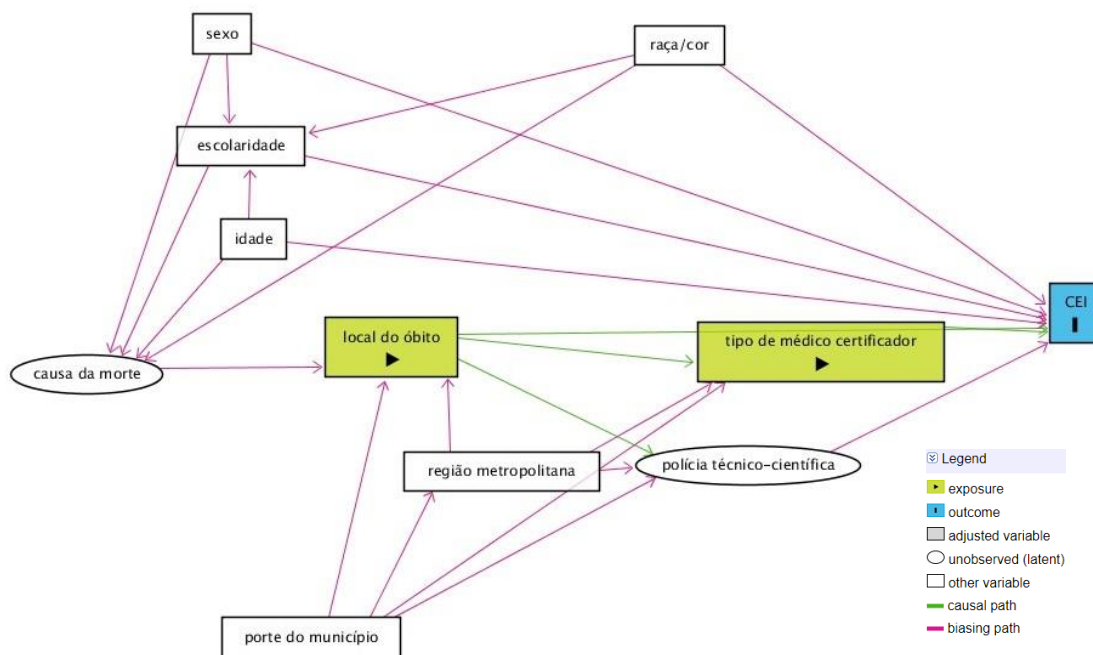 sexo
raça/cor
escolaridade
idade
CEI
local do óbito
tipo de médico certificador
causa da morte
região metropolitana
polícia técnico-científica
porte do município
Legend
exposure
outcome
adjusted variable
unobserved (latent)
other variable
causal path
biasing path